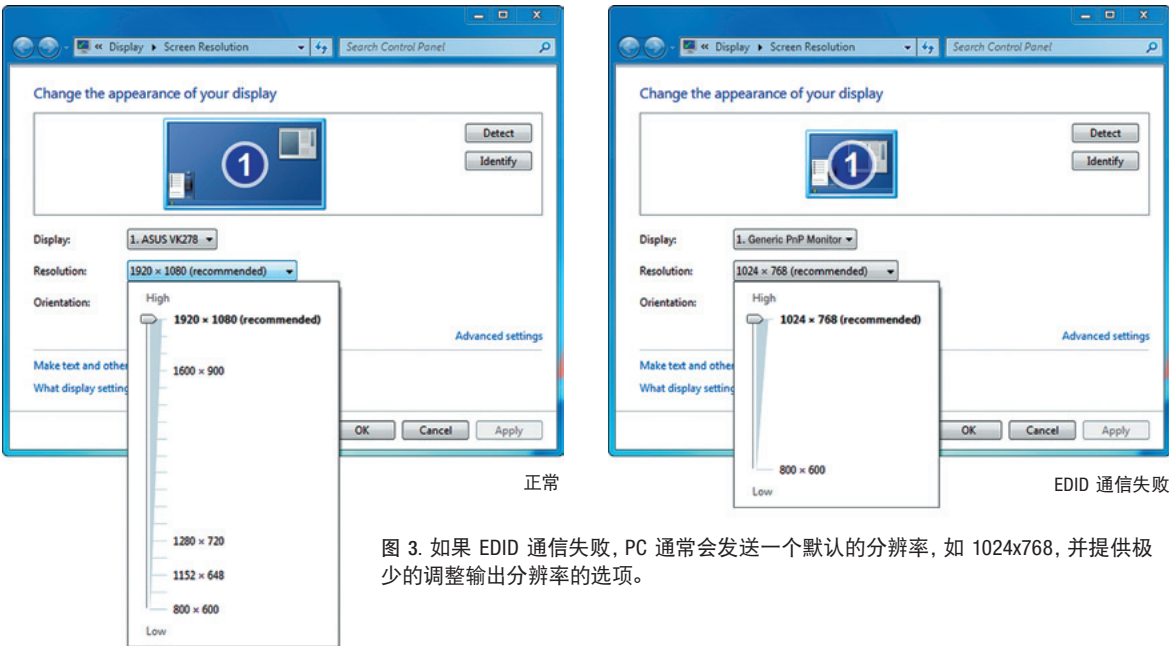 « Display ▸ Screen Resolution
Search Control Panel
Change the appearance of your display
1
Detect
Identify
Display:
1. ASUS VK278
Resolution:
1920 × 1080 (recommended)
Orientation:
High
1920 × 1080 (recommended)
1600 × 900
1280 × 720
1152 × 648
800 × 600
Low
Advanced settings
Make text and other
What display setting
OK
Cancel
Apply
正常
« Display ▸ Screen Resolution
Search Control Panel
Change the appearance of your display
1
Detect
Identify
Display:
1. Generic PnP Monitor
Resolution:
1024 × 768 (recommended)
Orientation:
High
1024 × 768 (recommended)
800 × 600
Low
Advanced settings
Make text and other
What display setting
OK
Cancel
Apply
EDID 通信失败
图 3. 如果 EDID 通信失败, PC 通常会发送一个默认的分辨率, 如 1024x768, 并提供极
少的调整输出分辨率的选项。